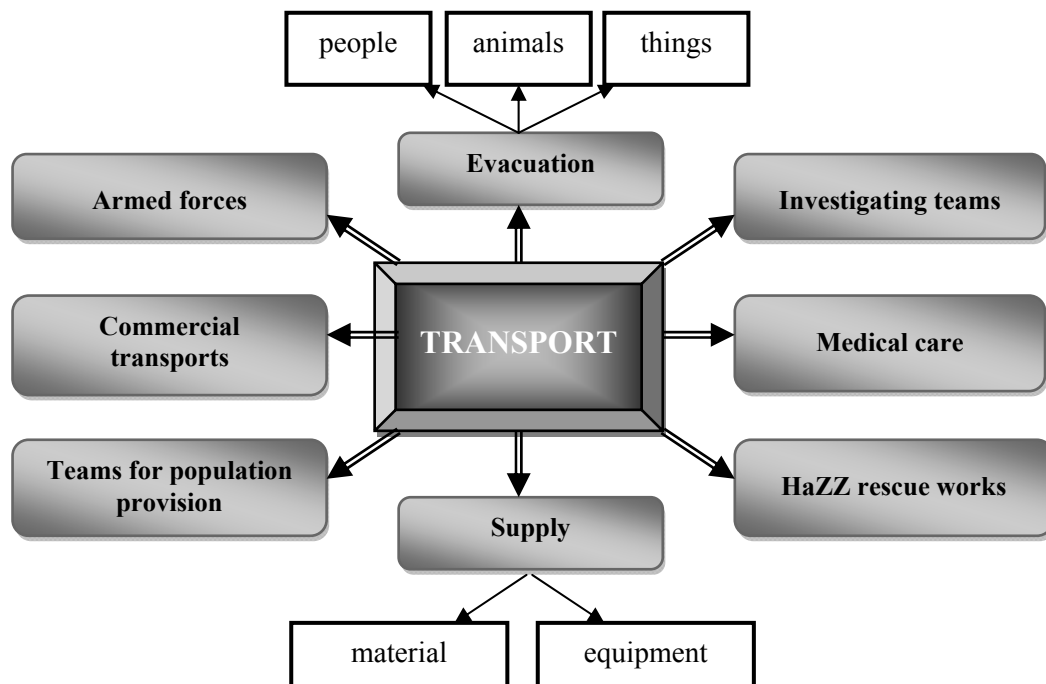 people
animals
things
Evacuation
Armed forces
Investigating teams
Commercial
transports
TRANSPORT
Medical care
Teams for population
provision
HaZZ rescue works
Supply
material
equipment